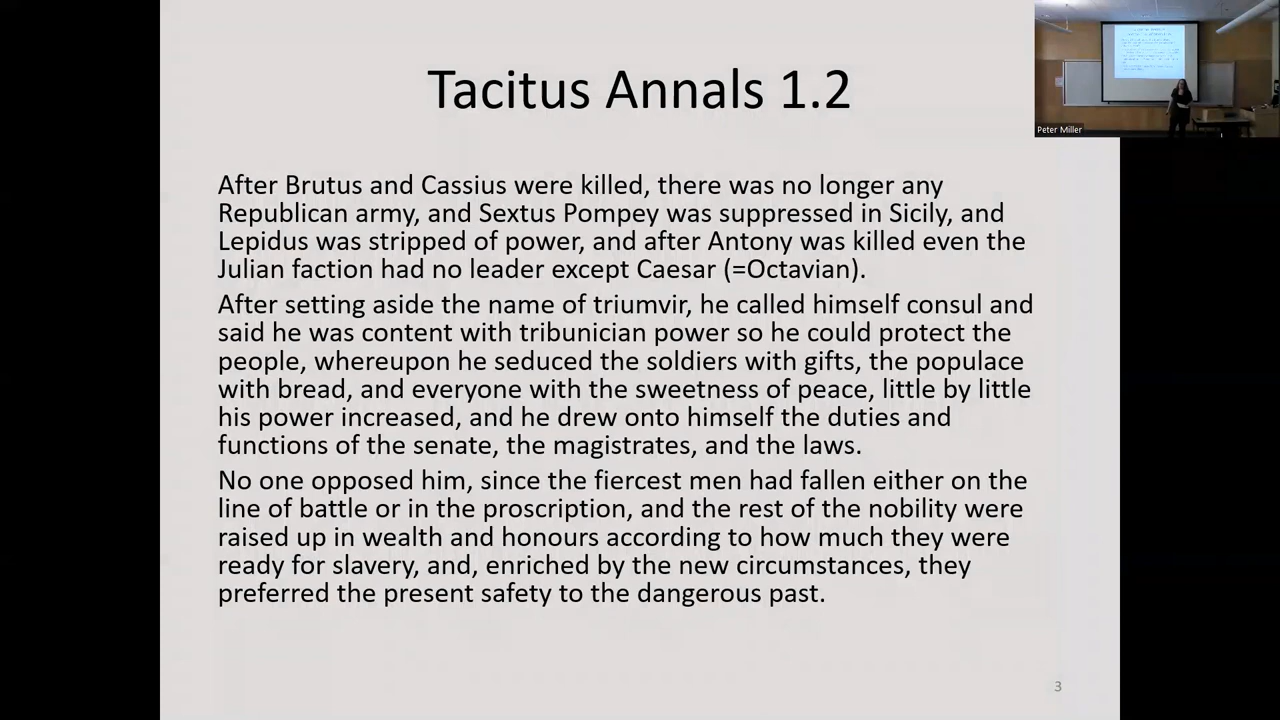 Tacitus Annals 1.2
Peter Miller
After Brutus and Cassius were killed, there was no longer any
Republican army, and Sextus Pompey was suppressed in Sicily, and
Lepidus was stripped of power, and after Antony was killed even the
Julian faction had no leader except Caesar (=Octavian).
After setting aside the name of triumvir, he called himself consul and
said he was content with tribunician power so he could protect the
people, whereupon he seduced the soldiers with gifts, the populace
with bread, and everyone with the sweetness of peace, little by little
his power increased, and he drew onto himself the duties and
functions of the senate, the magistrates, and the laws.
No one opposed him, since the fiercest men had fallen either on the
line of battle or in the proscription, and the rest of the nobility were
raised up in wealth and honours according to how much they were
ready for slavery, and, enriched by the new circumstances, they
preferred the present safety to the dangerous past.
3